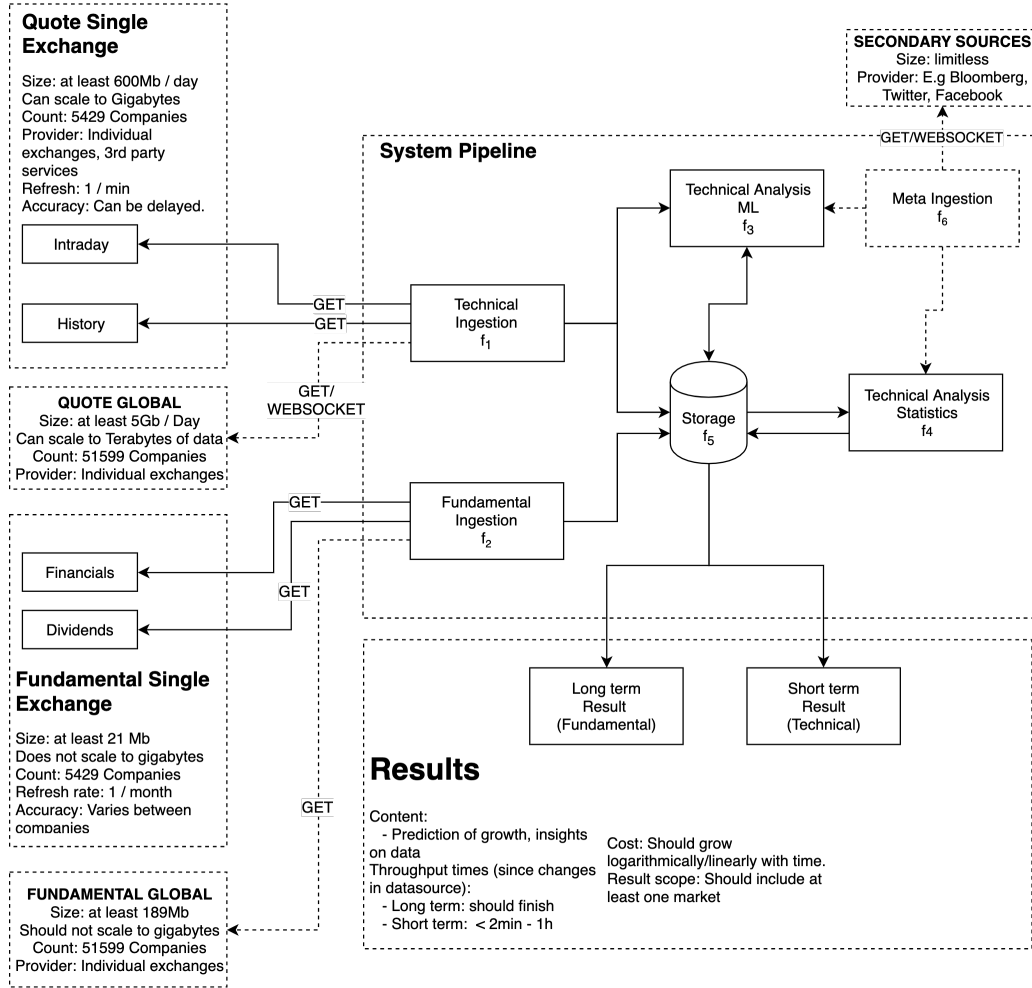 Quote Single
Exchange
Size: at least 600Mb / day
Can scale to Gigabytes
Count: 5429 Companies
Provider: Individual
exchanges, 3rd party
services
Refresh: 1 / min
Accuracy: Can be delayed.
Intraday
History
QUOTE GLOBAL
Size: at least 5Gb / Day
Can scale to Terabytes of data
Count: 51599 Companies
Provider: Individual exchanges
Financials
Dividends
Fundamental Single
Exchange
Size: at least 21 Mb
Does not scale to gigabytes
Count: 5429 Companies
Refresh rate: 1 / month
Accuracy: Varies between
companies
FUNDAMENTAL GLOBAL
Size: at least 189Mb
Should not scale to gigabytes
Count: 51599 Companies
Provider: Individual exchanges
GET
GET
GET/
WEBSOCKET
GET
GET
GET
System Pipeline
Technical
Ingestion
f1
Fundamental
Ingestion
f2
Technical Analysis
ML
f3
Storage
f5
Technical Analysis
Statistics
f4
Meta Ingestion
f6
GET/WEBSOCKET
SECONDARY SOURCES
Size: limitless
Provider: E.g Bloomberg,
Twitter, Facebook
Long term
Result
(Fundamental)
Short term
Result
(Technical)
Results
Content:
- Prediction of growth, insights
on data
Throughput times (since changes
in datasource):
- Long term: should finish
- Short term: < 2min - 1h
Cost: Should grow
logarithmically/linearly with time.
Result scope: Should include at
least one market